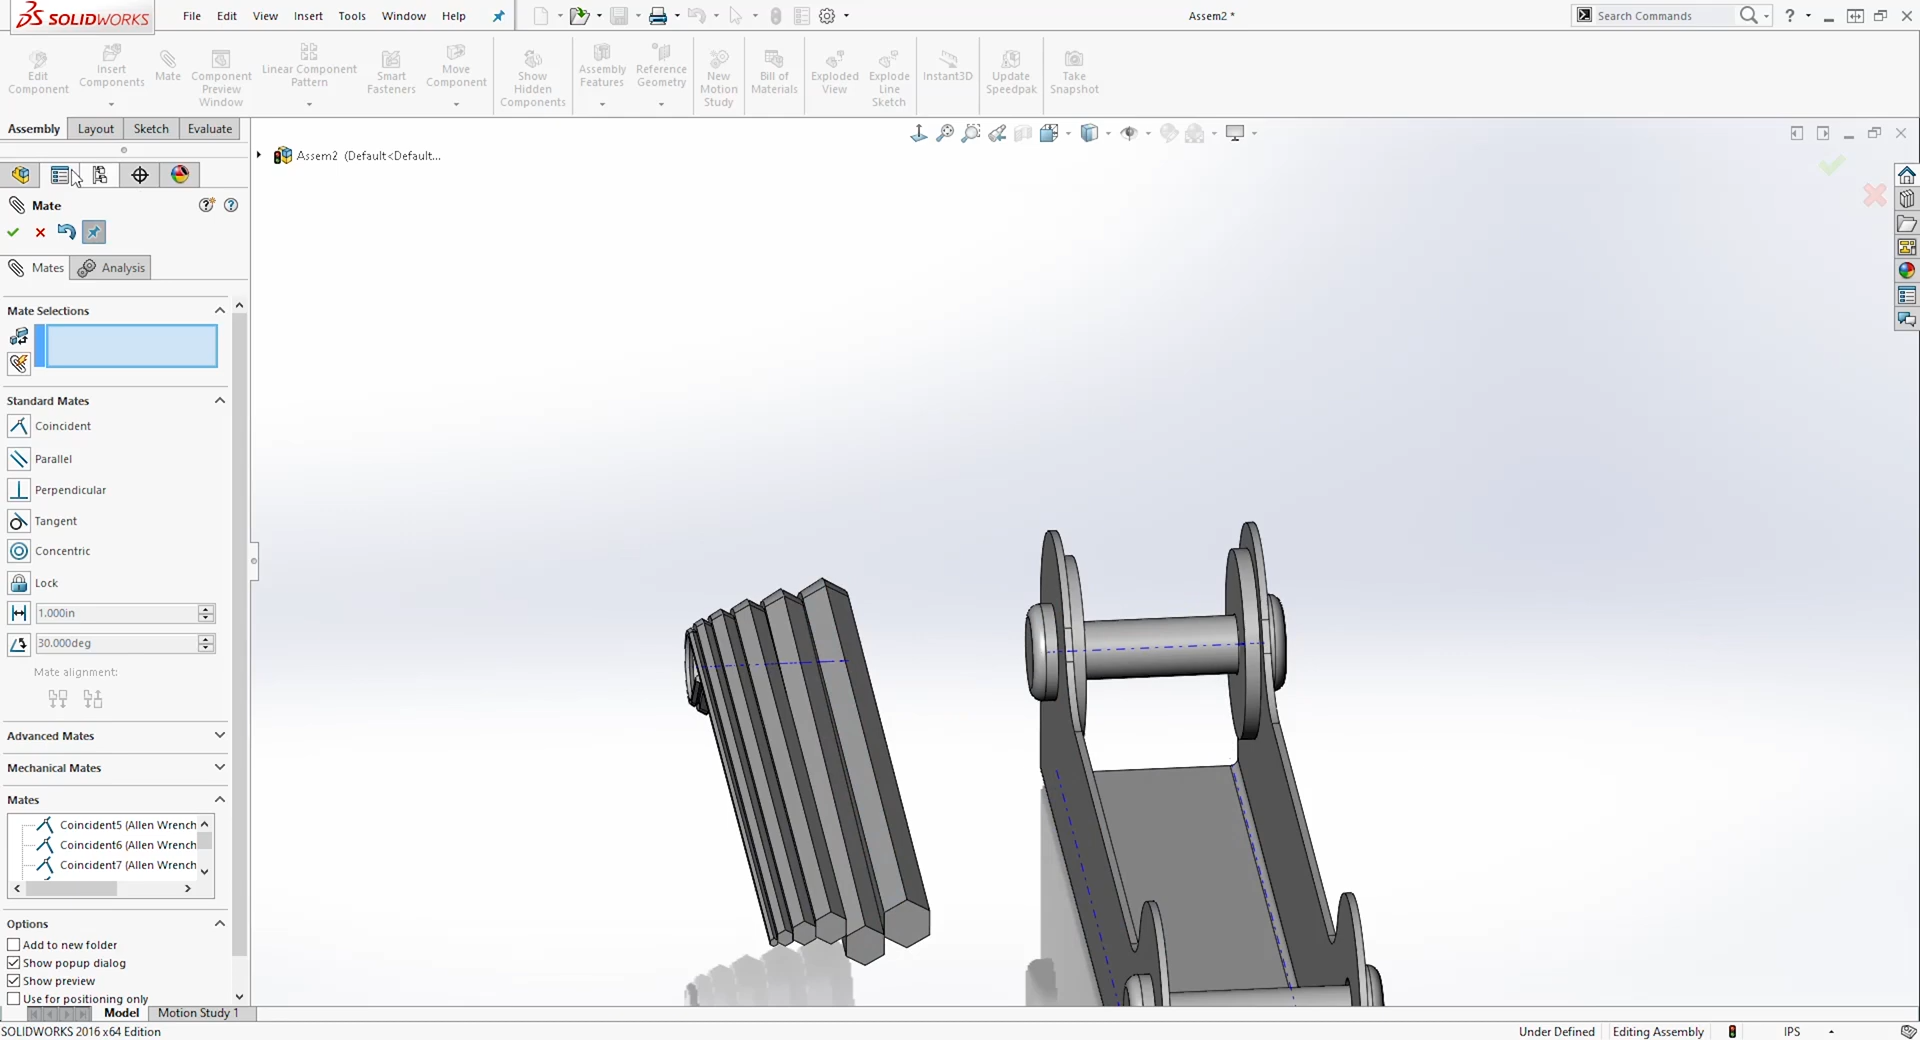 SOLIDWORKS
File Edit View Insert Tools Window Help
Assem2 *
Search Commands
Edit Component
Insert Components
Mate
Component Preview Window
Linear Component Pattern
Smart Fasteners
Move Component
Show Hidden Components
Assembly Features
Reference Geometry
New Motion Study
Bill of Materials
Exploded View
Explode Line Sketch
Instant3D
Update Speedpak
Take Snapshot
Assembly Layout Sketch Evaluate
Assem2 (Default<Default...
Mate
Mates Analysis
Mate Selections
Standard Mates
Coincident
Parallel
Perpendicular
Tangent
Concentric
Lock
1.000in
30.000deg
Mate alignment:
Advanced Mates
Mechanical Mates
Mates
Coincident5 (Allen Wrench
Coincident6 (Allen Wrench
Coincident7 (Allen Wrench
Options
Add to new folder
Show popup dialog
Show preview
Use for positioning only
Model Motion Study 1
SOLIDWORKS 2016 x64 Edition
Under Defined Editing Assembly IPS